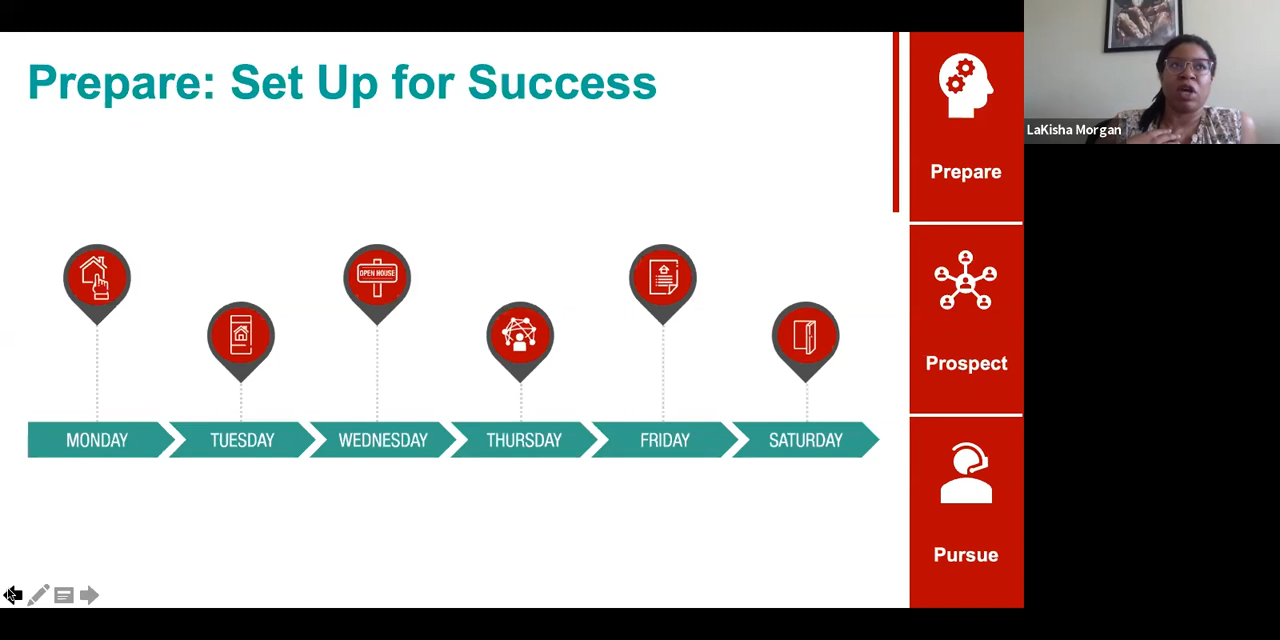 Prepare: Set Up for Success
OPEN HOUSE
MONDAY
TUESDAY
WEDNESDAY
THURSDAY
FRIDAY
SATURDAY
Prepare
Prospect
Pursue
LaKisha Morgan